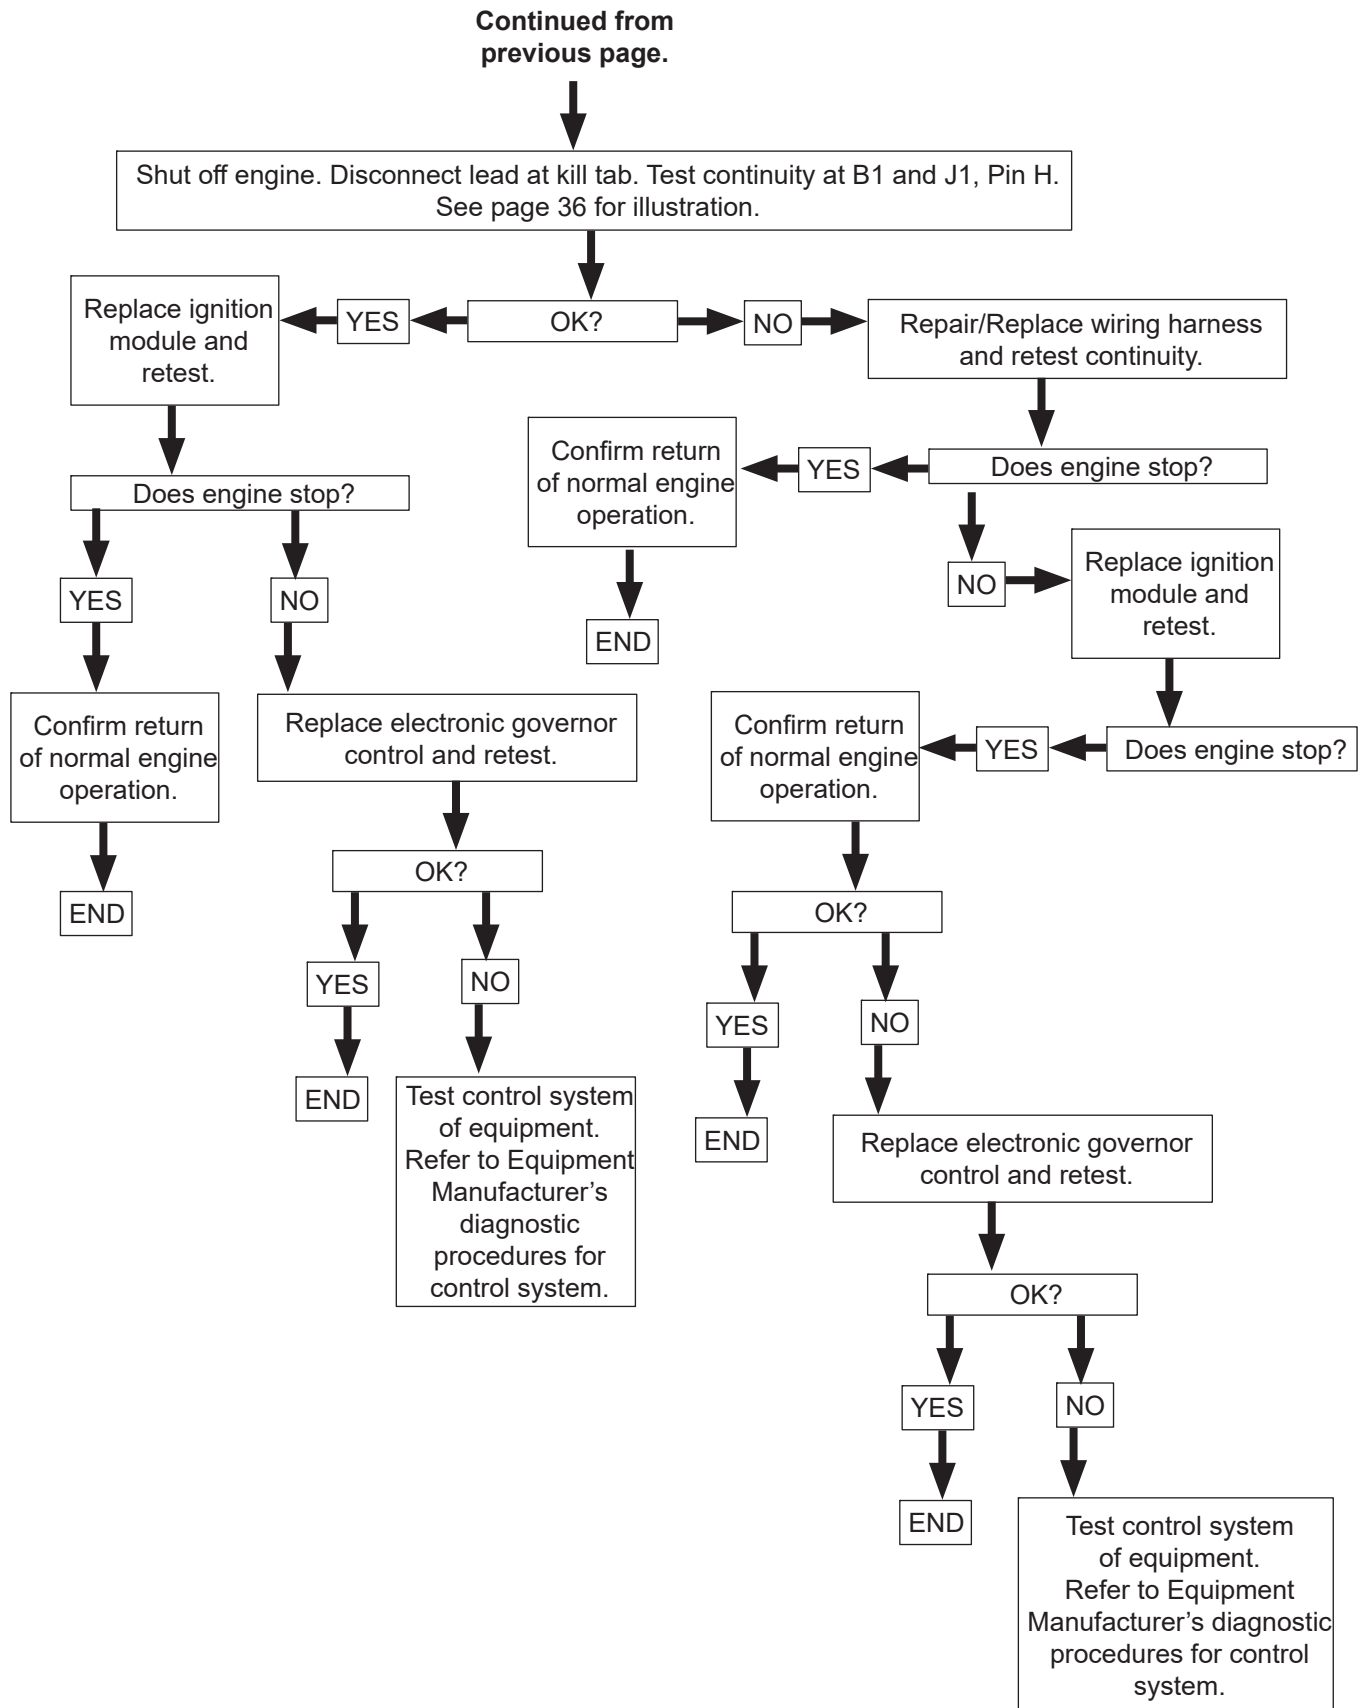 Continued from
previous page.
Shut off engine. Disconnect lead at kill tab. Test continuity at B1 and J1, Pin H.
See page 36 for illustration.
OK?
YES
Replace ignition
module and
retest.
NO
Repair/Replace wiring harness
and retest continuity.
Does engine stop?
YES
Confirm return
of normal engine
operation.
END
NO
Replace electronic governor
control and retest.
OK?
YES
END
NO
Test control system
of equipment.
Refer to Equipment
Manufacturer’s
diagnostic
procedures for
control system.
Does engine stop?
YES
Confirm return
of normal engine
operation.
END
NO
Replace ignition
module and
retest.
Does engine stop?
YES
Confirm return
of normal engine
operation.
OK?
YES
END
NO
Replace electronic governor
control and retest.
OK?
YES
END
NO
Test control system
of equipment.
Refer to Equipment
Manufacturer’s diagnostic
procedures for control
system.